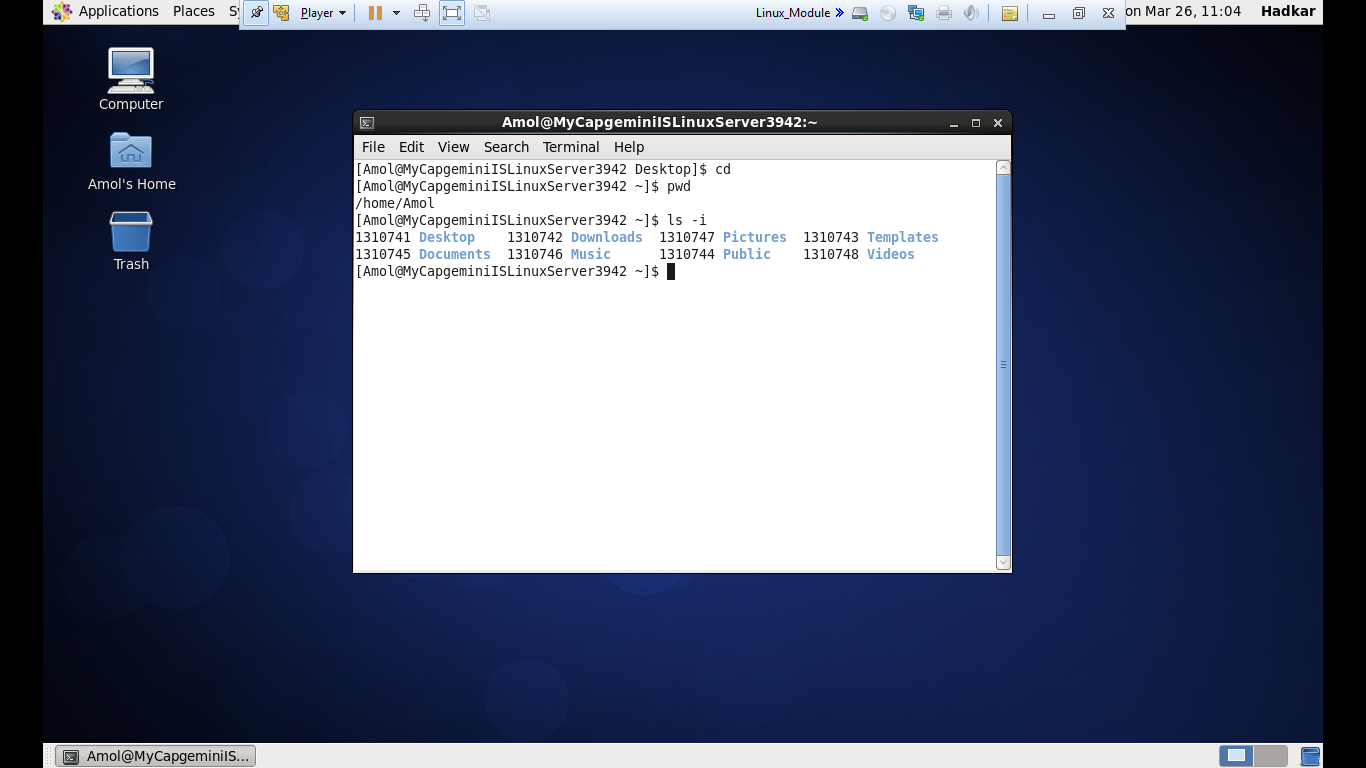 Applications Places Sy
Player
Linux_Module
on Mar 26, 11:04 Hadkar
Computer
Amol's Home
Trash
Amol@MyCapgeminiISLinuxServer3942:~
File Edit View Search Terminal Help
[Amol@MyCapgeminiISLinuxServer3942 Desktop]$ cd
[Amol@MyCapgeminiISLinuxServer3942 ~]$ pwd
/home/Amol
[Amol@MyCapgeminiISLinuxServer3942 ~]$ ls -i
1310741 Desktop 1310742 Downloads 1310747 Pictures 1310743 Templates
1310745 Documents 1310746 Music 1310744 Public 1310748 Videos
[Amol@MyCapgeminiISLinuxServer3942 ~]$
Amol@MyCapgeminiIS...